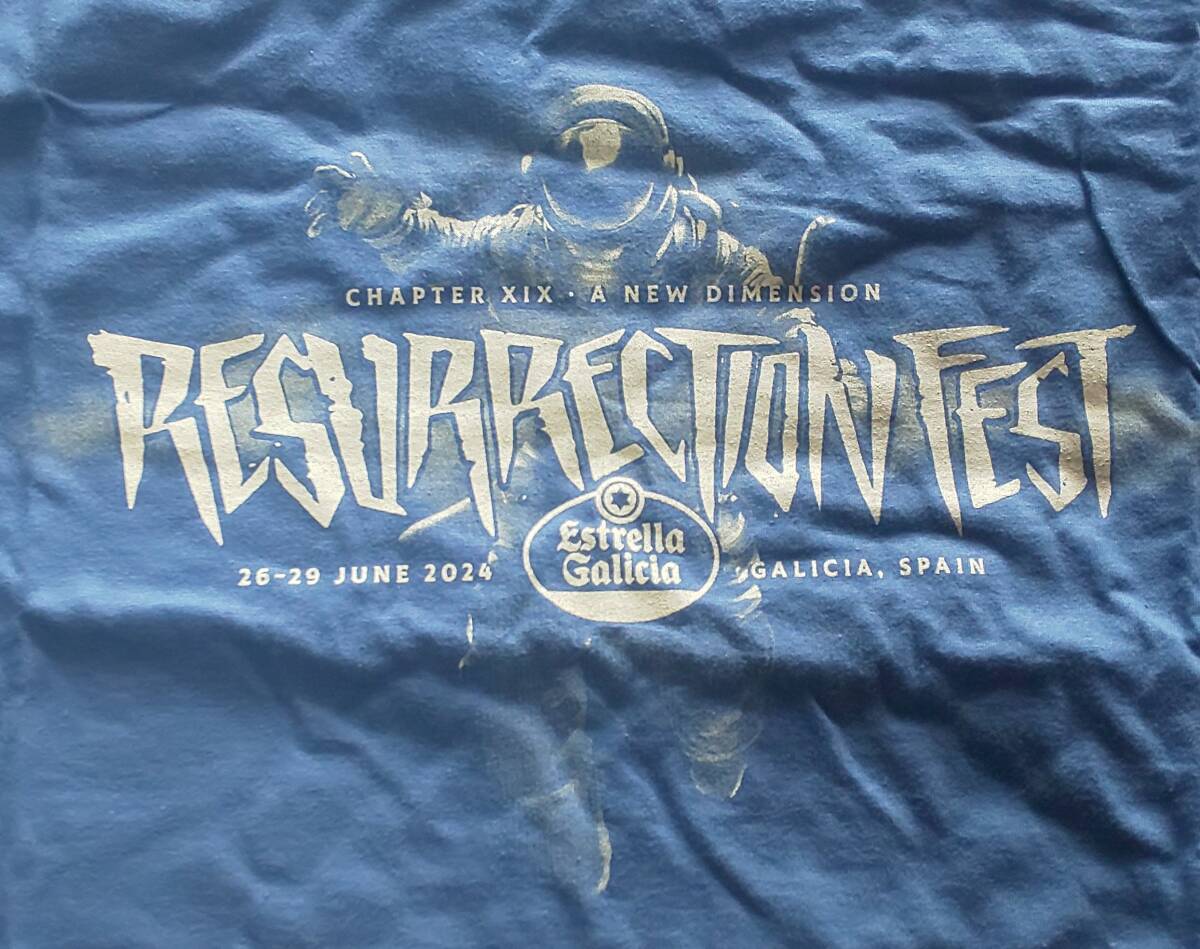 CHAPTER XIX · A NEW DIMENSION
RESURRECTION FEST
Estrella
Galicia
26-29 JUNE 2024
GALICIA, SPAIN